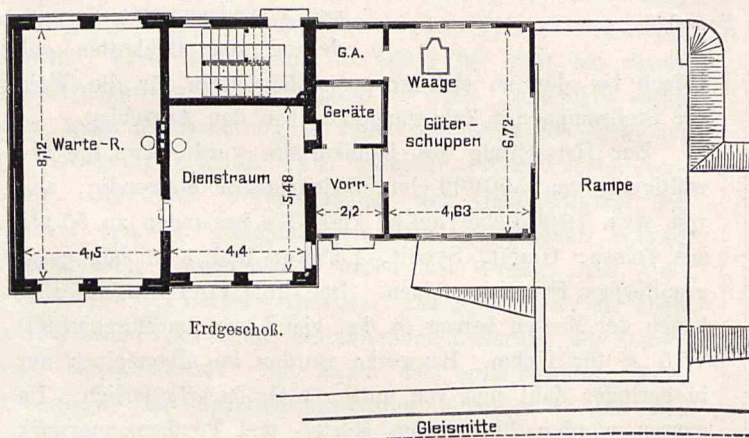 G.A.
Waage
Geräte
Warte-R.
8,12
Dienstraum
5,48
Güter-
schuppen
6,72
Rampe
Vorr.
2,2
4,63
4,5
4,4
Erdgeschoß.
Gleismitte